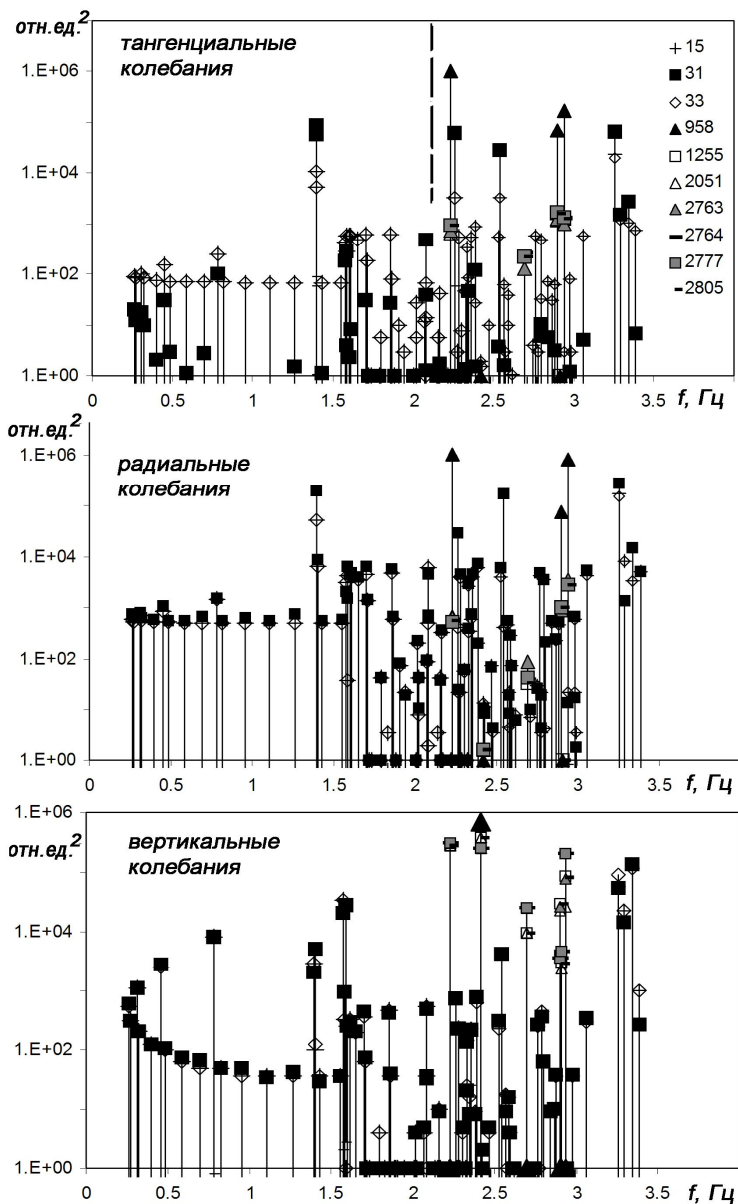 отн.ед.2
тангенциальные
колебания
15
31
33
958
1255
2051
2763
2764
2777
2805
1.E+06
1.E+04
1.E+02
1.E+00
0 0.5 1 1.5 2 2.5 3 3.5 f, Гц
отн.ед.2
радиальные
колебания
1.E+06
1.E+04
1.E+02
1.E+00
0 0.5 1 1.5 2 2.5 3 3.5 f, Гц
1.E+06
отн.ед.2
вертикальные
колебания
1.E+04
1.E+02
1.E+00
0 0.5 1 1.5 2 2.5 3 3.5 f, Гц